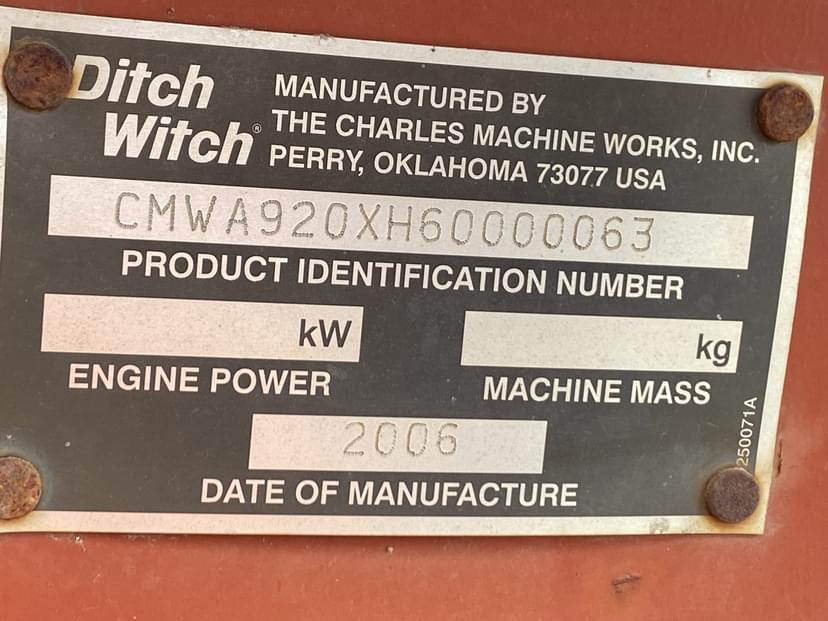 Ditch
Witch®
MANUFACTURED BY
THE CHARLES MACHINE WORKS, INC.
PERRY, OKLAHOMA 73077 USA
CMWA920XH60000063
PRODUCT IDENTIFICATION NUMBER
kW
ENGINE POWER
kg
MACHINE MASS
2006
DATE OF MANUFACTURE
250071A